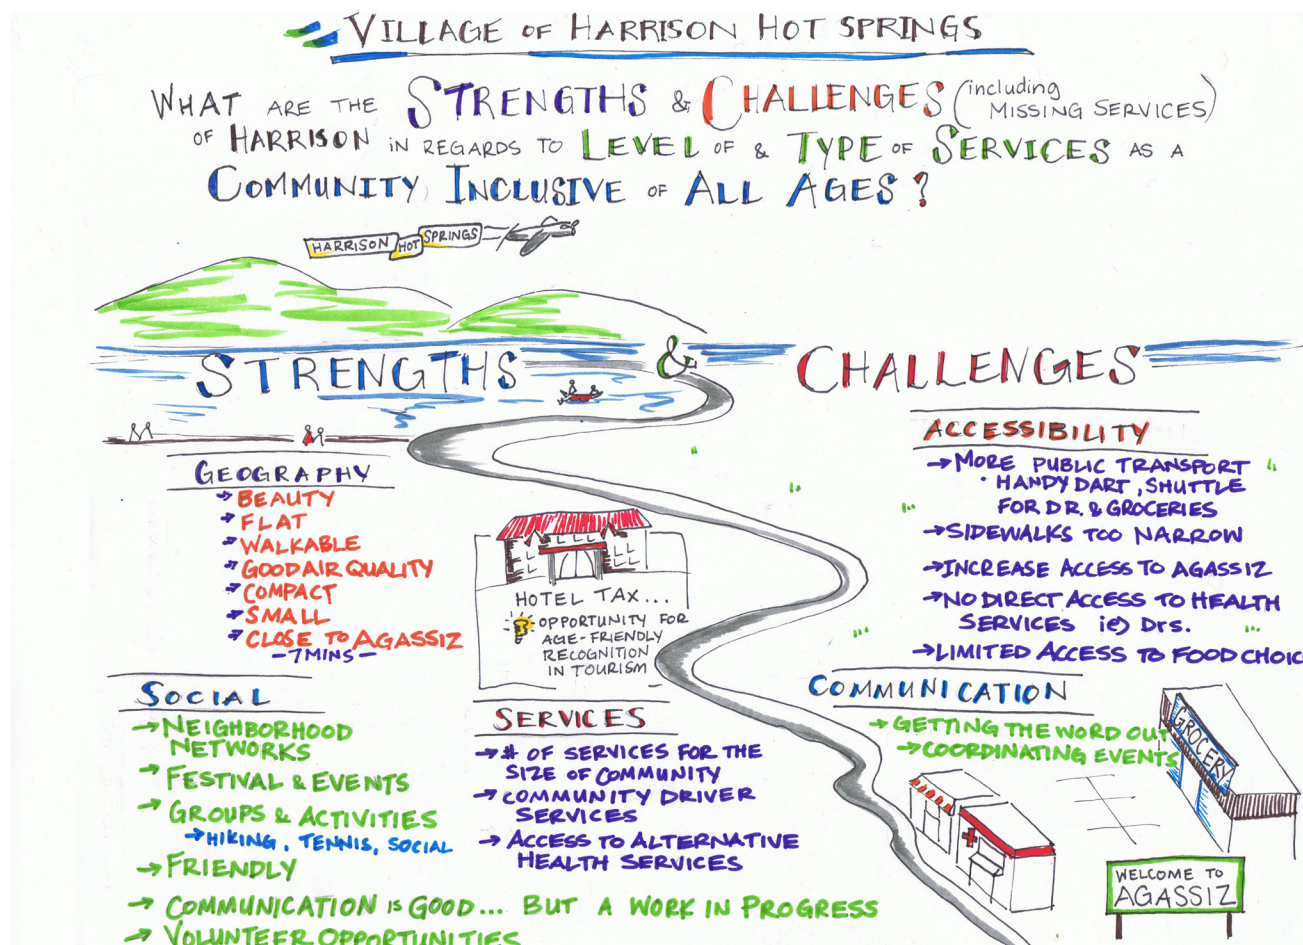 VILLAGE OF HARRISON HOT SPRINGS
WHAT ARE THE STRENGTHS & CHALLENGES (including MISSING SERVICES)
OF HARRISON IN REGARDS TO LEVEL OF & TYPE OF SERVICES AS A
COMMUNITY, INCLUSIVE OF ALL AGES?
HARRISON HOT SPRINGS
STRENGTHS & CHALLENGES
GEOGRAPHY
→ BEAUTY
→ FLAT
→ WALKABLE
→ GOOD AIR QUALITY
→ COMPACT
→ SMALL
→ CLOSE TO AGASSIZ
- 7 MINS -
HOTEL TAX...
OPPORTUNITY FOR
AGE-FRIENDLY
RECOGNITION
IN TOURISM
SOCIAL
→ NEIGHBORHOOD
NETWORKS
→ FESTIVAL & EVENTS
→ GROUPS & ACTIVITIES
→ HIKING, TENNIS, SOCIAL
→ FRIENDLY
→ COMMUNICATION IS GOOD... BUT A WORK IN PROGRESS
→ VOLUNTEER OPPORTUNITIES
SERVICES
→ # OF SERVICES FOR THE
SIZE OF COMMUNITY
→ COMMUNITY DRIVER
SERVICES
→ ACCESS TO ALTERNATIVE
HEALTH SERVICES
ACCESSIBILITY
→ MORE PUBLIC TRANSPORT
· HANDY DART, SHUTTLE
FOR DR. & GROCERIES
→ SIDEWALKS TOO NARROW
→ INCREASE ACCESS TO AGASSIZ
→ NO DIRECT ACCESS TO HEALTH
SERVICES ie) Drs.
→ LIMITED ACCESS TO FOOD CHOIC
COMMUNICATION
→ GETTING THE WORD OUT
→ COORDINATING EVENTS
GROCERY
WELCOME TO
AGASSIZ